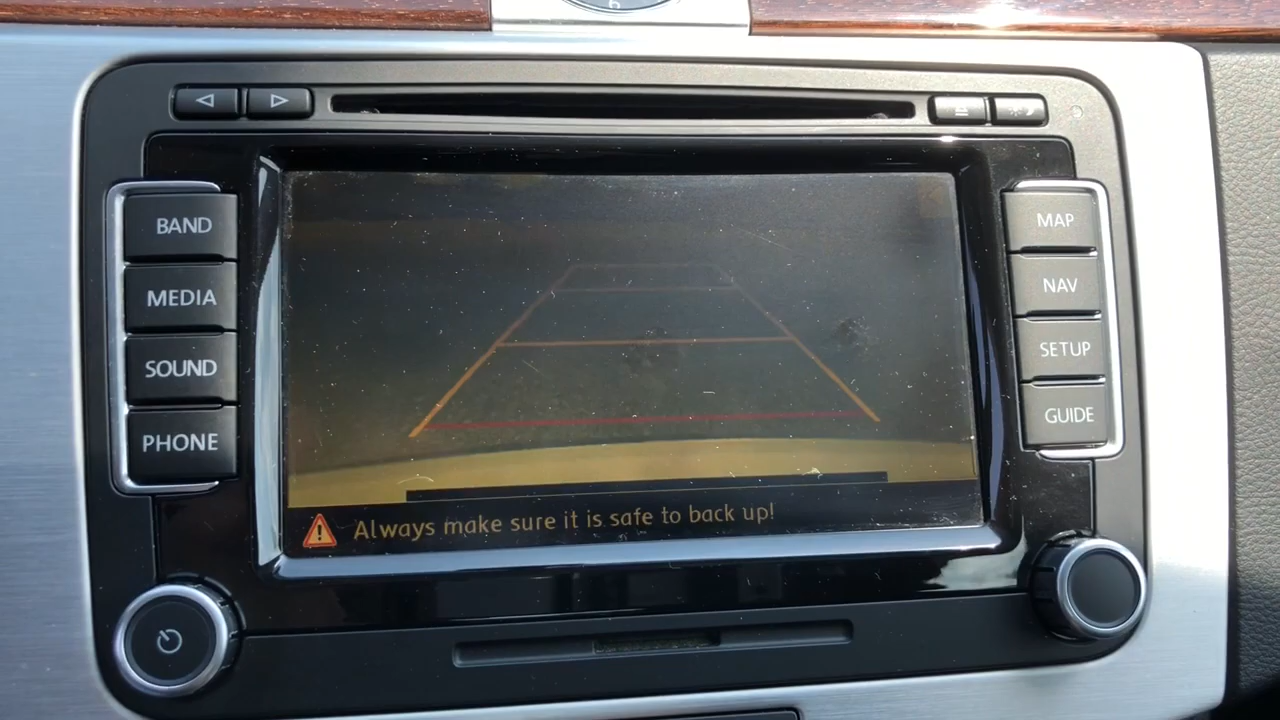 BAND
MEDIA
SOUND
PHONE
MAP
NAV
SETUP
GUIDE
Always make sure it is safe to back up!